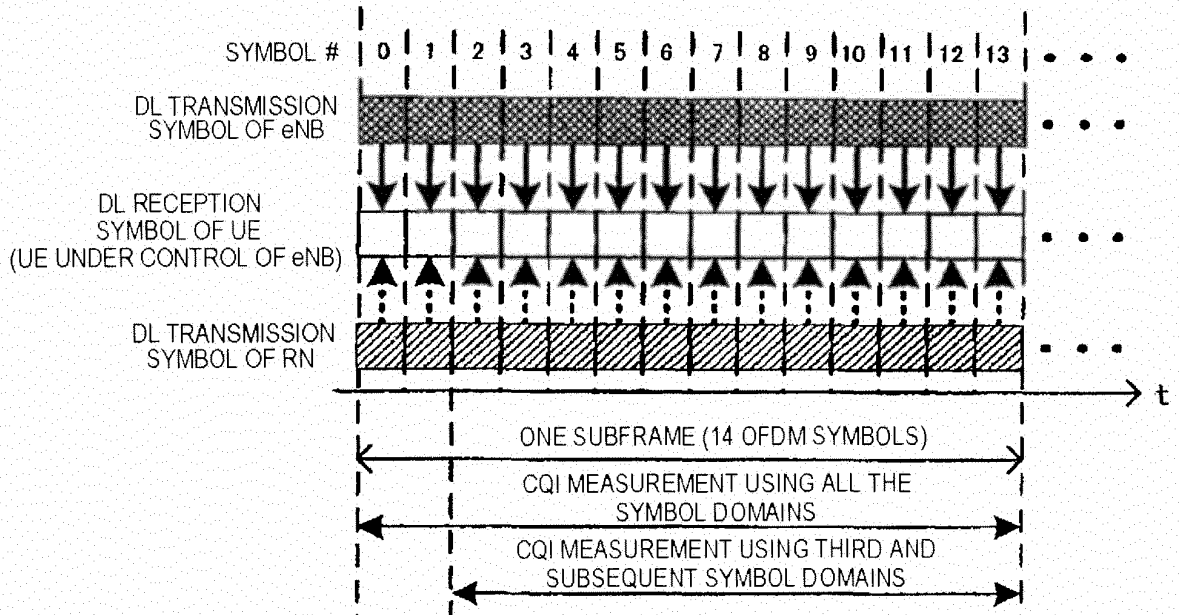 SYMBOL # 0 1 2 3 4 5 6 7 8 9 10 11 12 13
DL TRANSMISSION
SYMBOL OF eNB
DL RECEPTION
SYMBOL OF UE
(UE UNDER CONTROL OF eNB)
DL TRANSMISSION
SYMBOL OF RN
t
ONE SUBFRAME (14 OFDM SYMBOLS)
CQI MEASUREMENT USING ALL THE
SYMBOL DOMAINS
CQI MEASUREMENT USING THIRD AND
SUBSEQUENT SYMBOL DOMAINS